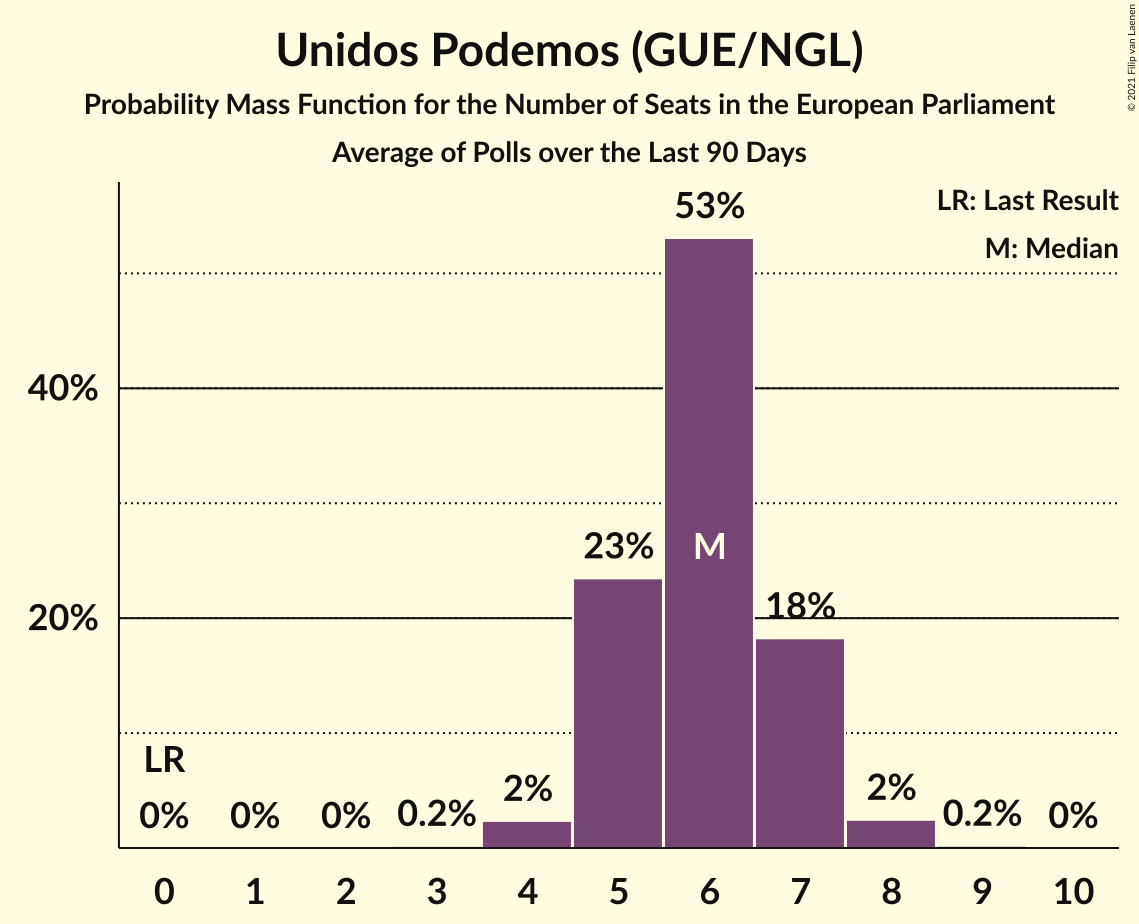 Unidos Podemos (GUE/NGL)
Probability Mass Function for the Number of Seats in the European Parliament
Average of Polls over the Last 90 Days
© 2021 Filip van Laenen
LR: Last Result
M: Median
53%
40%
23%
M
18%
20%
LR
0%
0%
0%
0.2%
2%
2%
0.2%
0%
0 1 2 3 4 5 6 7 8 9 10